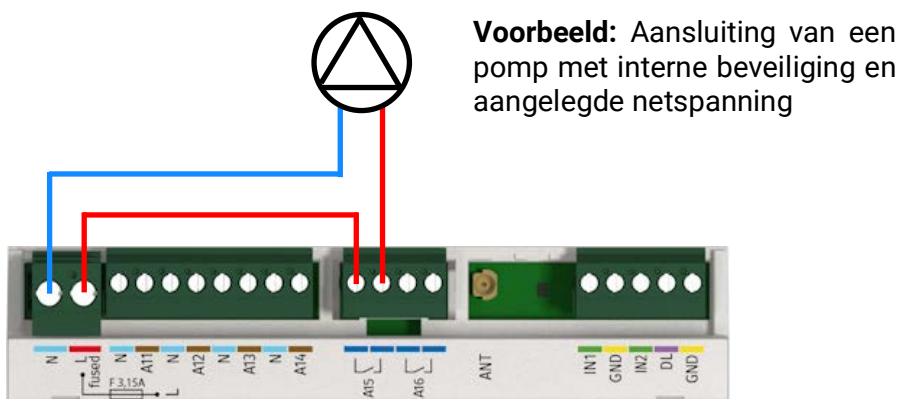 Voorbeeld: Aansluiting van een
pomp met interne beveiliging en
aangelegde netspanning
N
L
fused
N
A11
N
A12
N
A13
N
A14
A15
A16
ANT
IN1
GND
IN2
DL
GND
F 3,15A
L